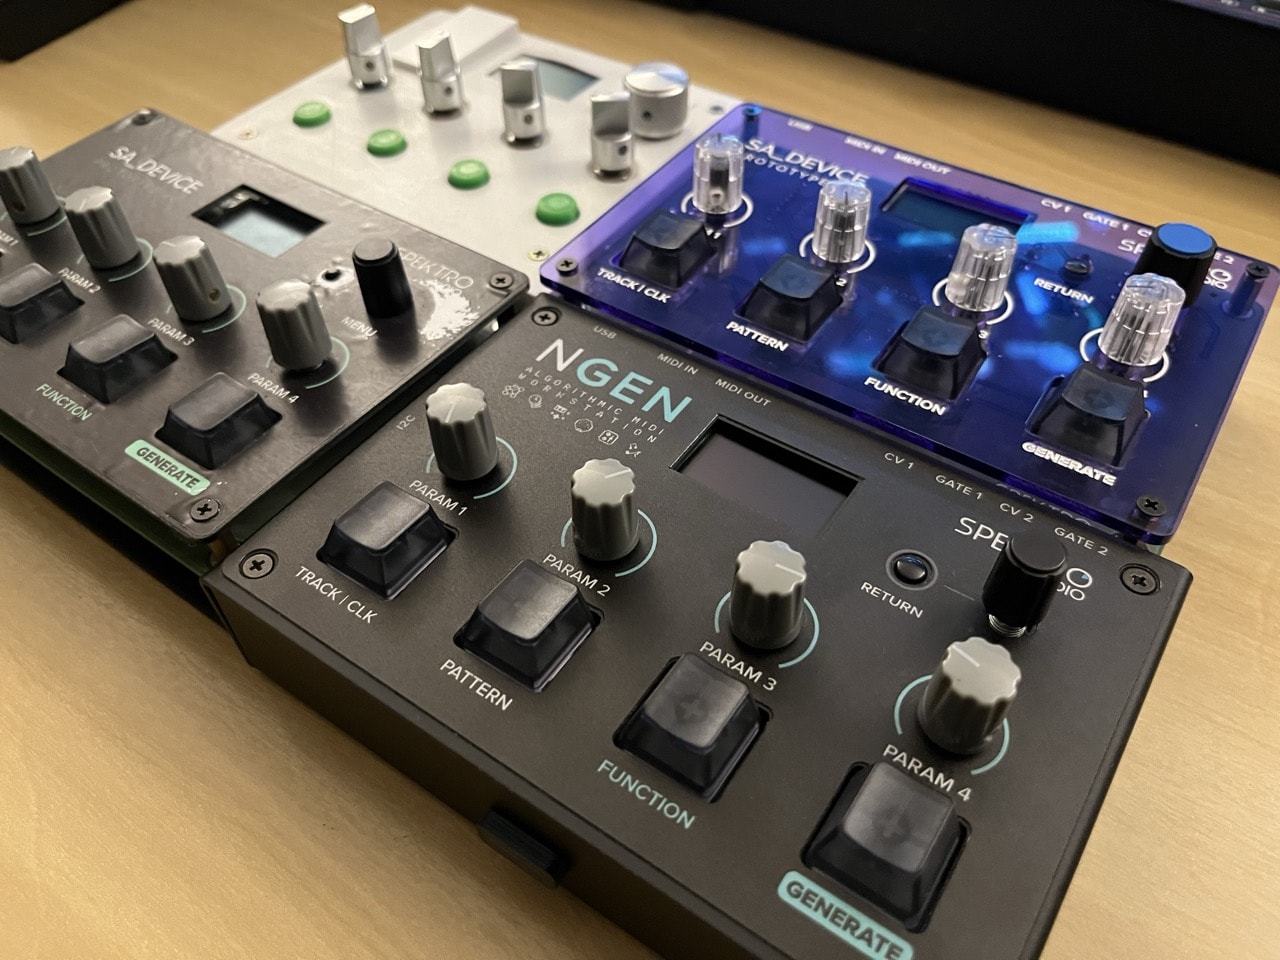 SA_DEVICE
PARAM 2
PARAM 3
PARAM 4
MENU
SPEKTRO
FUNCTION
GENERATE
USB
MIDI IN
MIDI OUT
SA_DEVICE
CV 1
GATE 1
RETURN
TRACK | CLK
PATTERN
FUNCTION
GENERATE
USB
MIDI IN
MIDI OUT
NGEN
ALGORITHMIC MIDI
WORKSTATION
I2C
CV 1
GATE 1
CV 2
GATE 2
RETURN
PARAM 1
PARAM 2
PARAM 3
PARAM 4
TRACK | CLK
PATTERN
FUNCTION
GENERATE